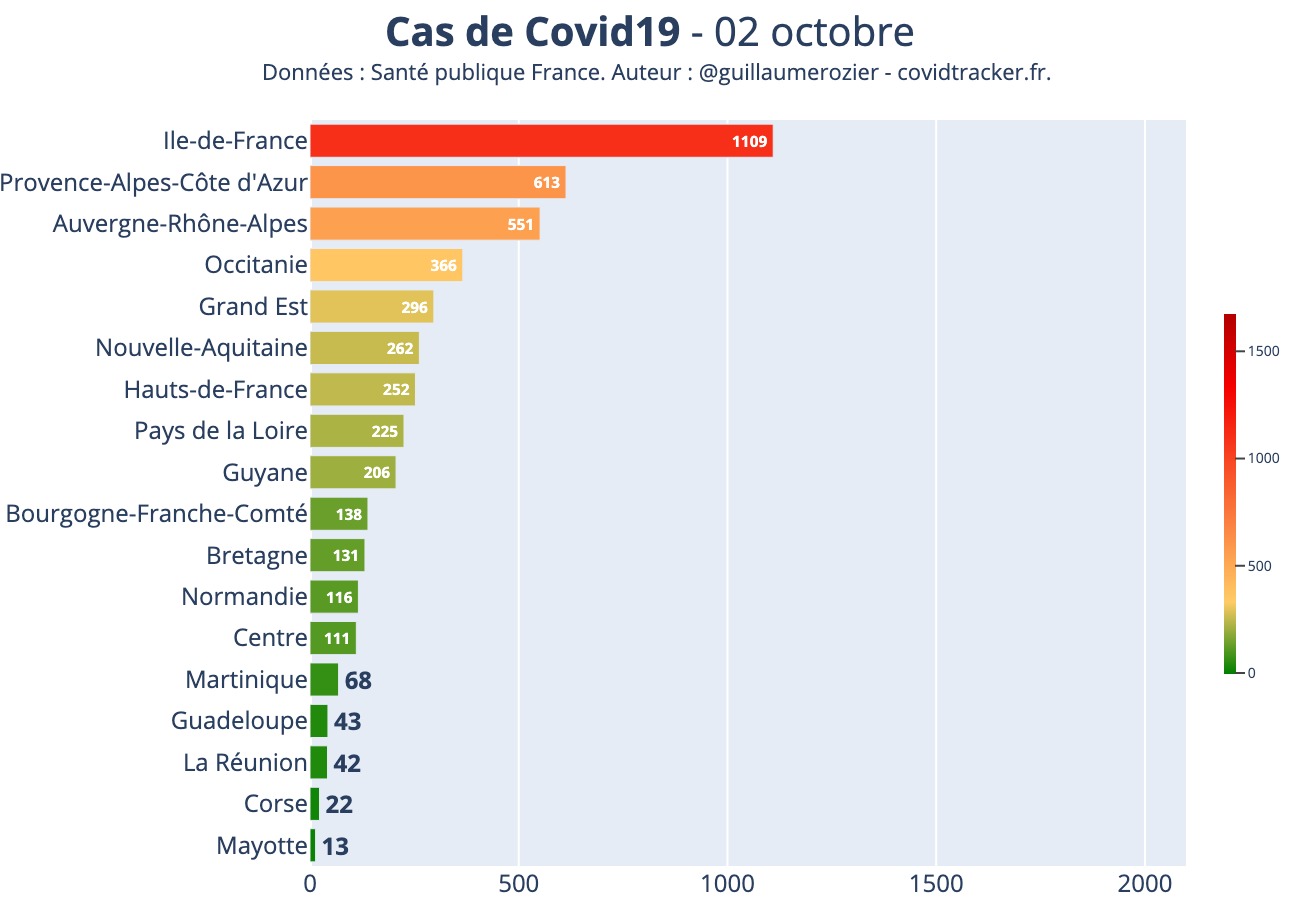 Cas de Covid19 - 02 octobre
Données : Santé publique France. Auteur : @guillaumerozier - covidtracker.fr.
Ile-de-France 1109
Provence-Alpes-Côte d'Azur 613
Auvergne-Rhône-Alpes 551
Occitanie 366
Grand Est 296
Nouvelle-Aquitaine 262
Hauts-de-France 252
Pays de la Loire 225
Guyane 206
Bourgogne-Franche-Comté 138
Bretagne 131
Normandie 116
Centre 111
Martinique 68
Guadeloupe 43
La Réunion 42
Corse 22
Mayotte 13
0 500 1000 1500 2000
1500
1000
500
0